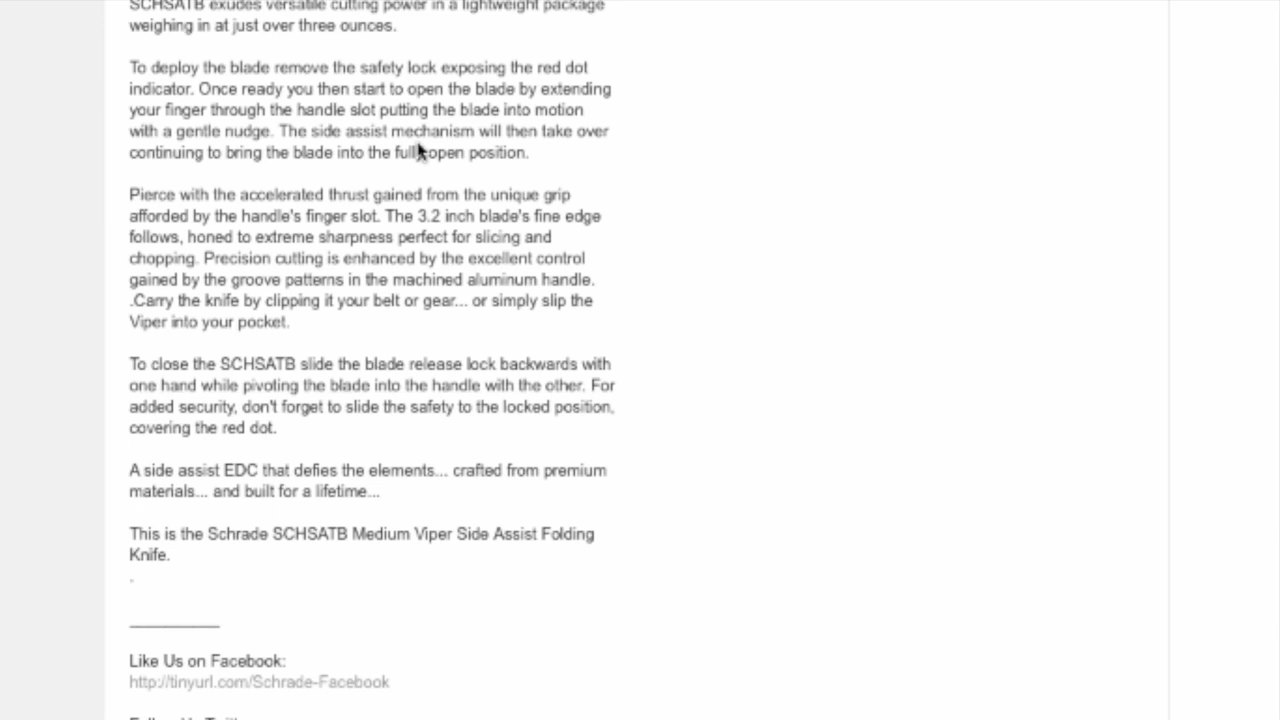 SCHSATB exudes versatile cutting power in a lightweight package
weighing in at just over three ounces.
To deploy the blade remove the safety lock exposing the red dot
indicator. Once ready you then start to open the blade by extending
your finger through the handle slot putting the blade into motion
with a gentle nudge. The side assist mechanism will then take over
continuing to bring the blade into the full open position.
Pierce with the accelerated thrust gained from the unique grip
afforded by the handle's finger slot. The 3.2 inch blade's fine edge
follows, honed to extreme sharpness perfect for slicing and
chopping. Precision cutting is enhanced by the excellent control
gained by the groove patterns in the machined aluminum handle.
.Carry the knife by clipping it your belt or gear... or simply slip the
Viper into your pocket.
To close the SCHSATB slide the blade release lock backwards with
one hand while pivoting the blade into the handle with the other. For
added security, don't forget to slide the safety to the locked position,
covering the red dot.
A side assist EDC that defies the elements... crafted from premium
materials... and built for a lifetime...
This is the Schrade SCHSATB Medium Viper Side Assist Folding
Knife.
.
___________
Like Us on Facebook:
http://tinyurl.com/Schrade-Facebook